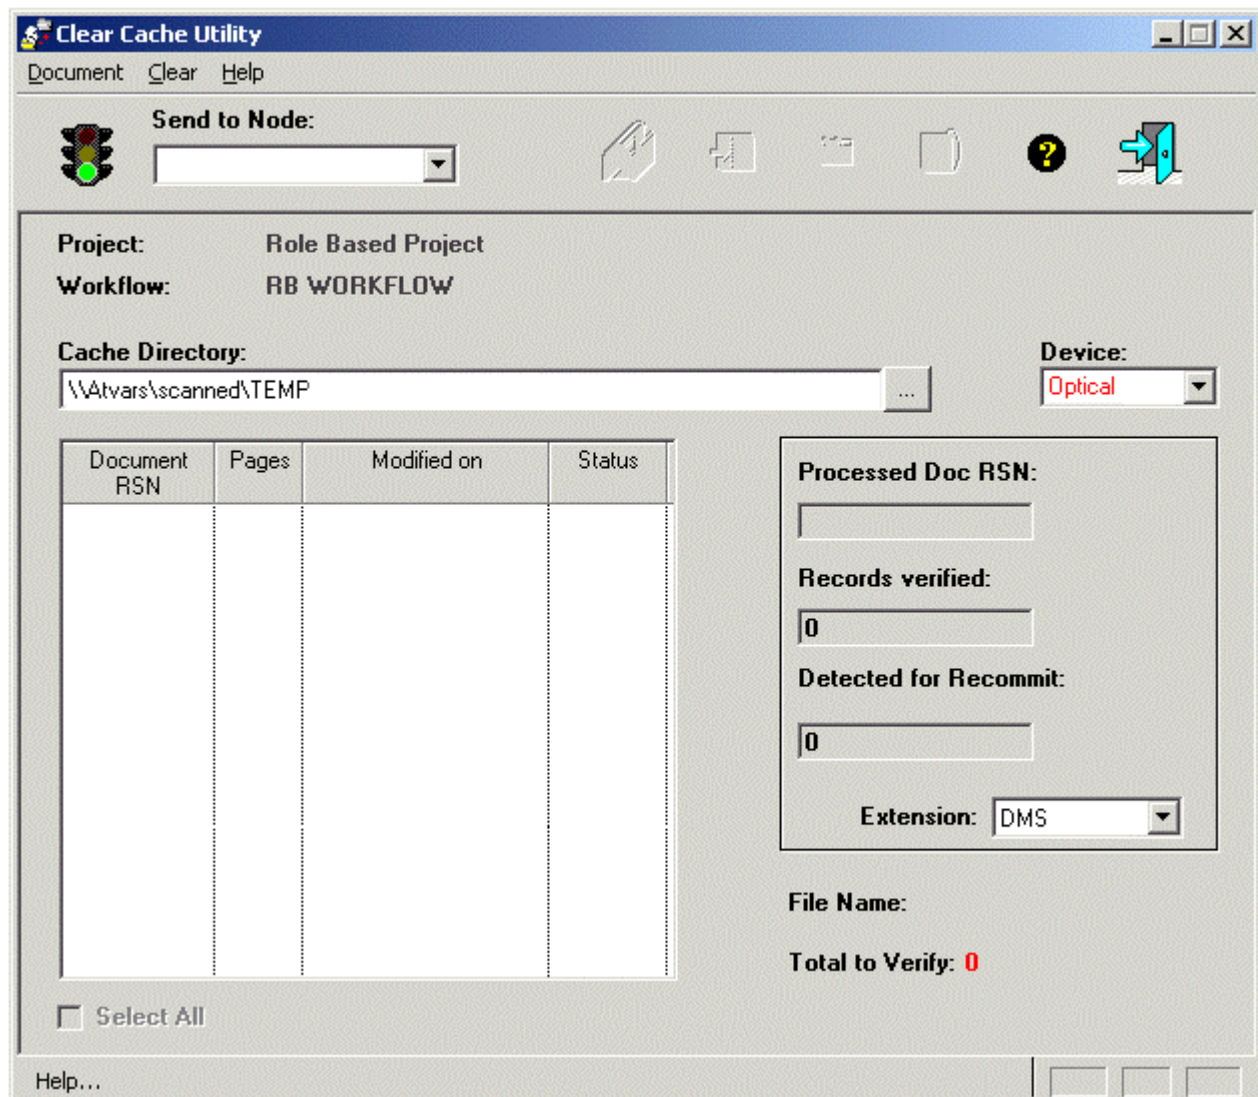 Clear Cache Utility
Document Clear Help
Send to Node:
?
Project: Role Based Project
Workflow: RB WORKFLOW
Cache Directory:
Device:
\\Atvars\scanned\TEMP
...
Optical
Document RSN
Pages
Modified on
Status
Processed Doc RSN:
Records verified:
0
Detected for Recommit:
0
Extension: DMS
File Name:
Total to Verify: 0
Select All
Help...